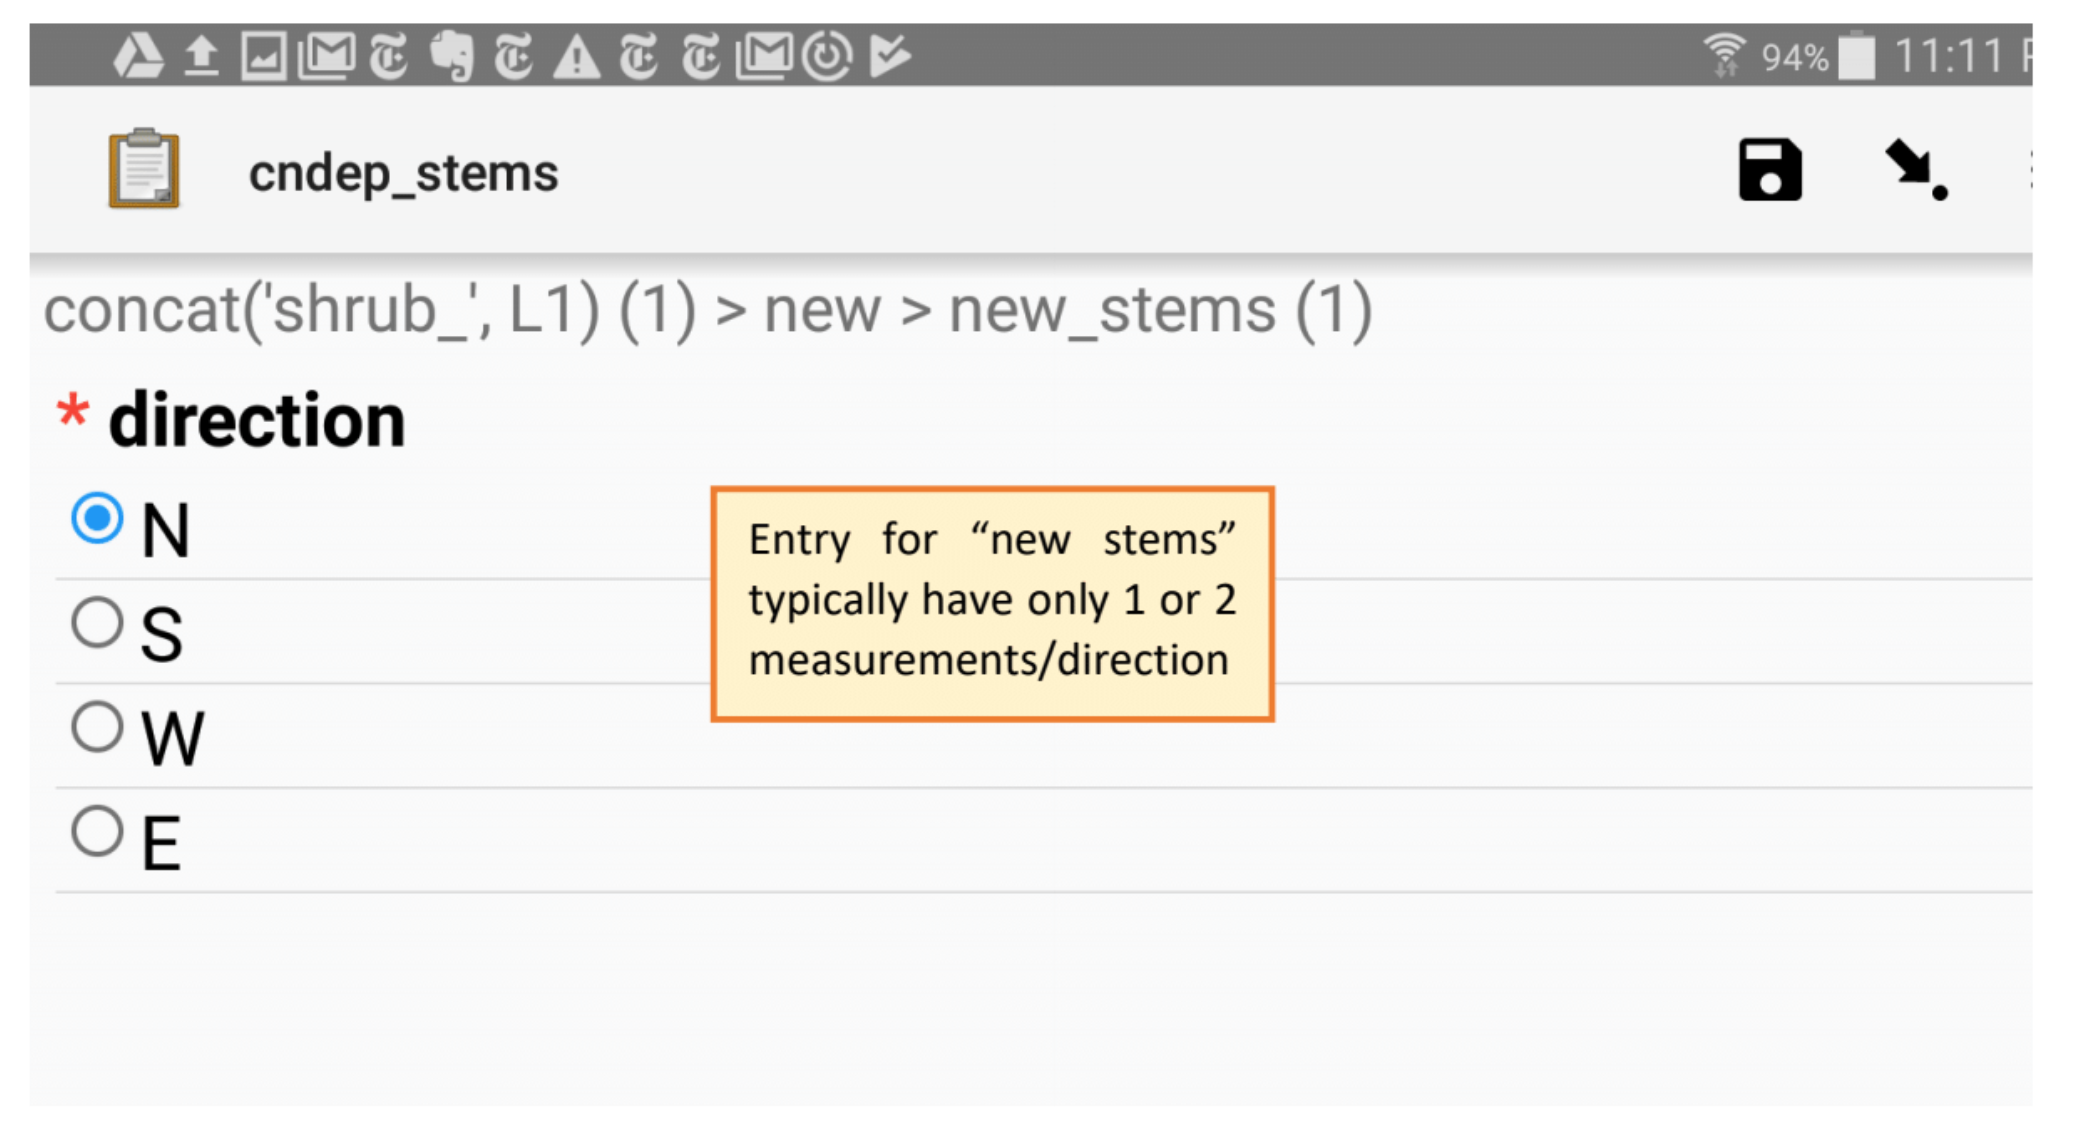 94% 11:11
cndep_stems
concat('shrub_', L1) (1) > new > new_stems (1)
* direction
N
S
W
E
Entry for “new stems”
typically have only 1 or 2
measurements/direction